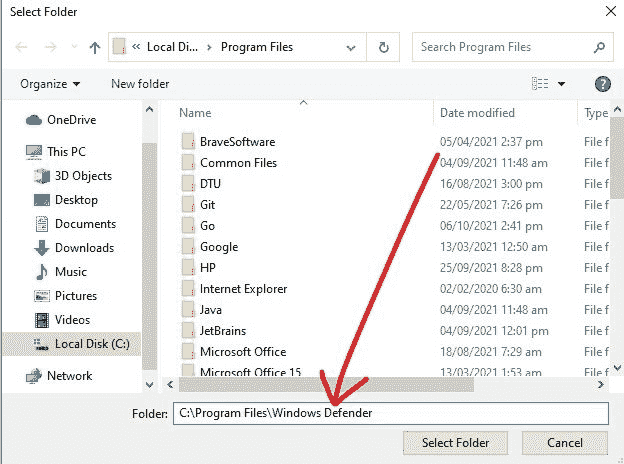 Select Folder
« Local Di... > Program Files
Search Program Files
Organize New folder
Name Date modified Type
OneDrive
This PC
3D Objects
Desktop
Documents
Downloads
Music
Pictures
Videos
Local Disk (C:)
Network
BraveSoftware 05/04/2021 2:37 pm File f
Common Files 04/09/2021 11:48 am File f
DTU 16/08/2021 3:00 pm File f
Git 22/05/2021 7:26 pm File f
Go 06/10/2021 2:41 pm File f
Google 13/03/2021 12:50 am File f
HP 25/09/2021 8:28 pm File f
Internet Explorer 02/02/2020 6:30 am File f
Java 04/09/2021 11:48 am File f
JetBrains 04/09/2021 12:01 pm File f
Microsoft Office 18/08/2021 7:29 am File f
Microsoft Office 15 13/03/2021 1:53 am File f
Folder: C:\Program Files\Windows Defender
Select Folder Cancel